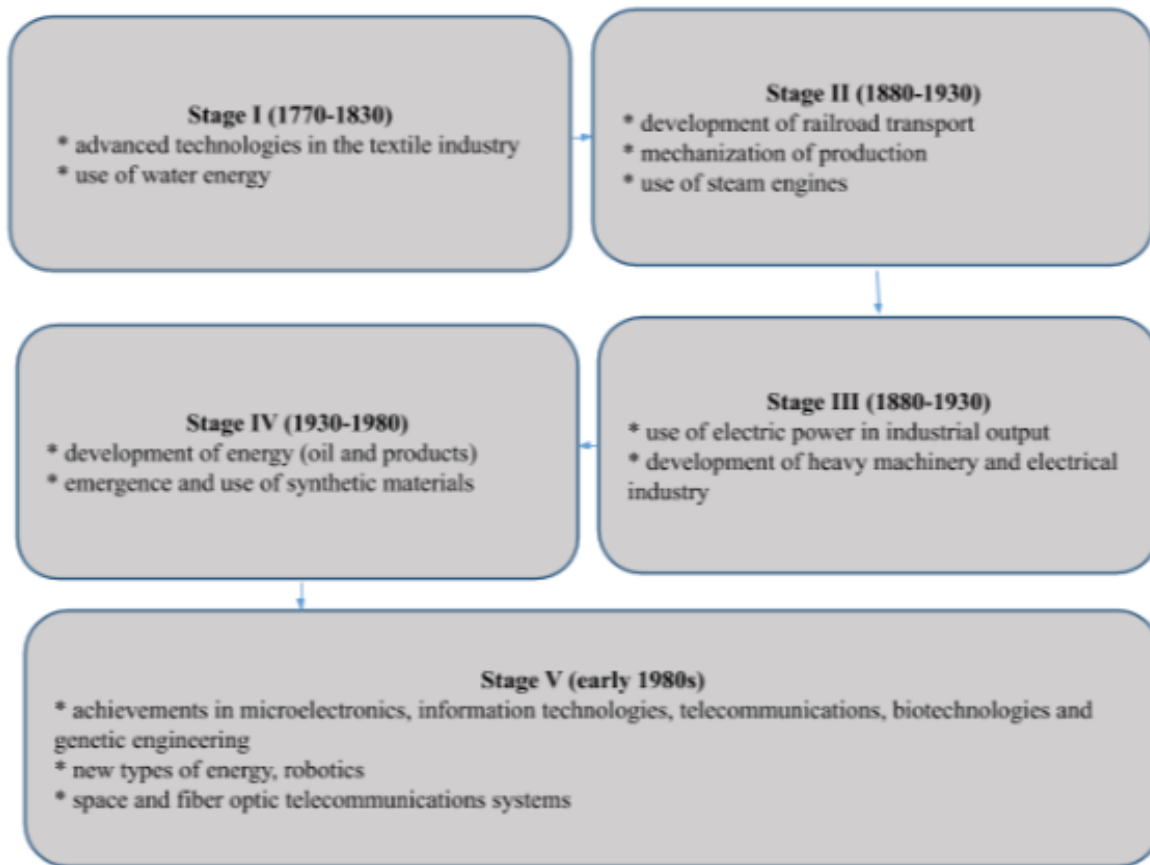 Stage I (1770-1830)
* advanced technologies in the textile industry
* use of water energy
Stage II (1880-1930)
* development of railroad transport
* mechanization of production
* use of steam engines
Stage III (1880-1930)
* use of electric power in industrial output
* development of heavy machinery and electrical
industry
Stage IV (1930-1980)
* development of energy (oil and products)
* emergence and use of synthetic materials
Stage V (early 1980s)
* achievements in microelectronics, information technologies, telecommunications, biotechnologies and
genetic engineering
* new types of energy, robotics
* space and fiber optic telecommunications systems